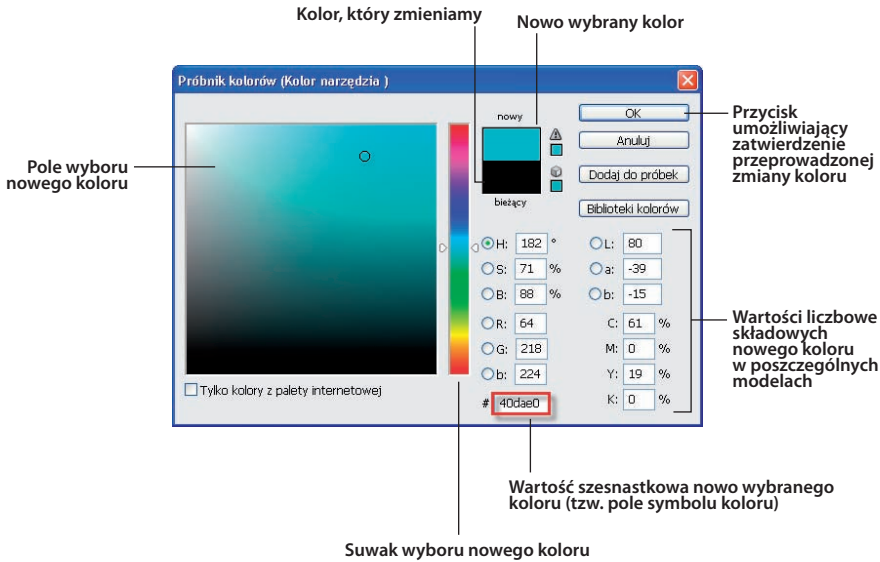 Kolor, który zmieniamy
Nowo wybrany kolor
Próbnik kolorów (Kolor narzędzia )
nowy
bieżący
OK
Anuluj
Dodaj do próbek
Biblioteki kolorów
Przycisk
umożliwiający
zatwierdzenie
przeprowadzonej
zmiany koloru
Pole wyboru
nowego koloru
H: 182 °
S: 71 %
B: 88 %
R: 64
G: 218
b: 224
# 40dae0
L: 80
a: -39
b: -15
C: 61 %
M: 0 %
Y: 19 %
K: 0 %
Wartości liczbowe
składowych
nowego koloru
w poszczególnych
modelach
Tylko kolory z palety internetowej
Wartość szesnastkowa nowo wybranego
koloru (tzw. pole symbolu koloru)
Suwak wyboru nowego koloru